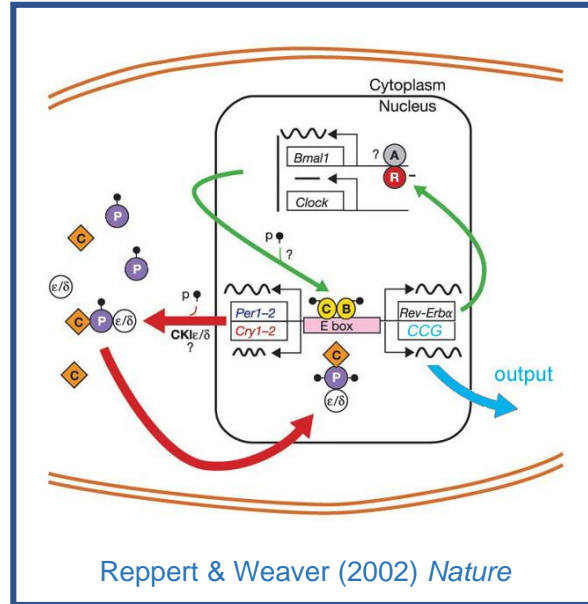 Cytoplasm
Nucleus
Bmal1
? A
R -
Clock
P
C
p ?
P
ε/δ
p
C P ε/δ
CKIε/δ
?
Per1–2
Cry1–2
C B
E box
Rev-Erbα
CCG
C
C
P
ε/δ
output
Reppert & Weaver (2002) Nature